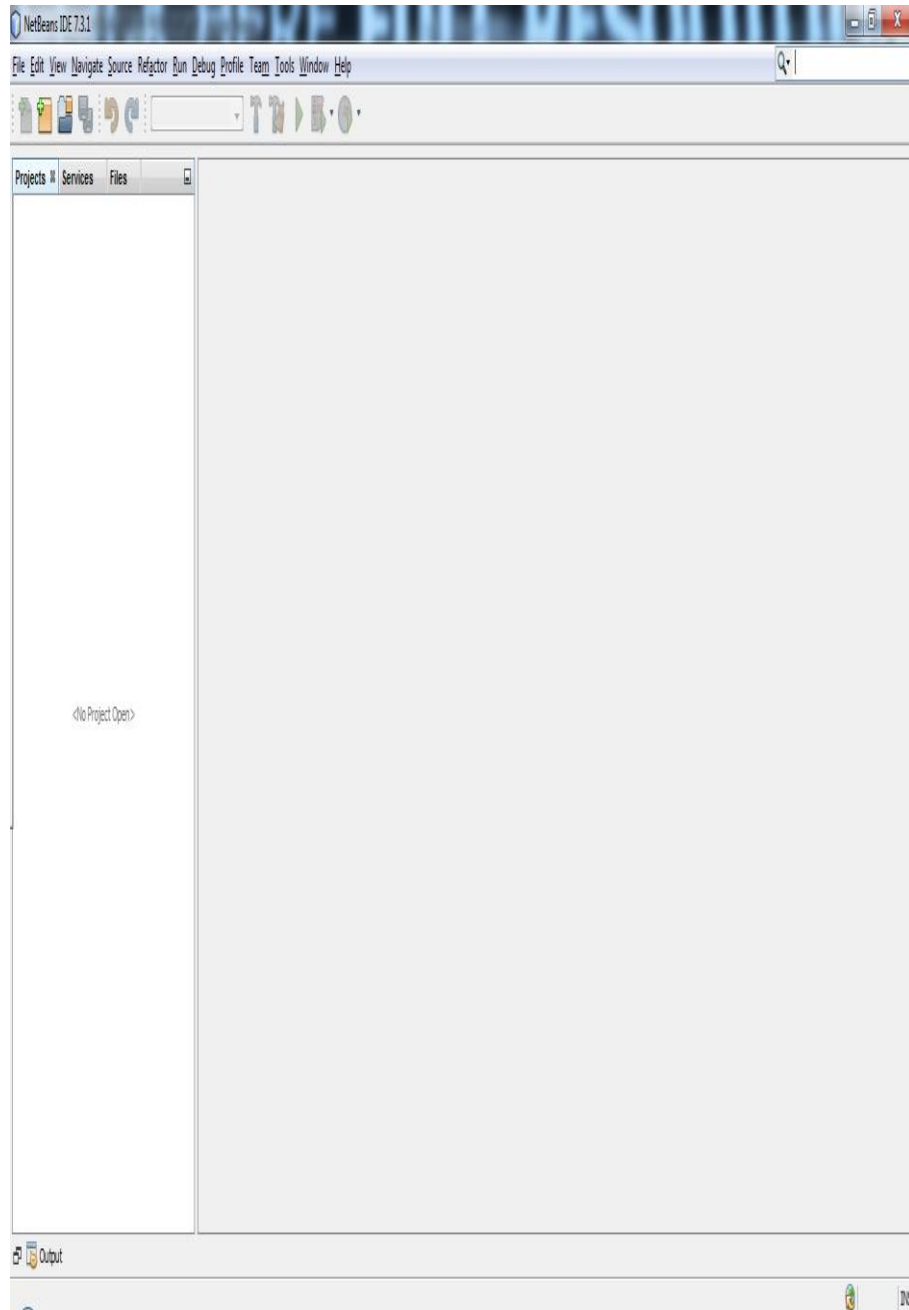 NetBeans IDE 7.3.1
File Edit View Navigate Source Refactor Run Debug Profile Team Tools Window Help
Projects Services Files
<No Project Open>
Output